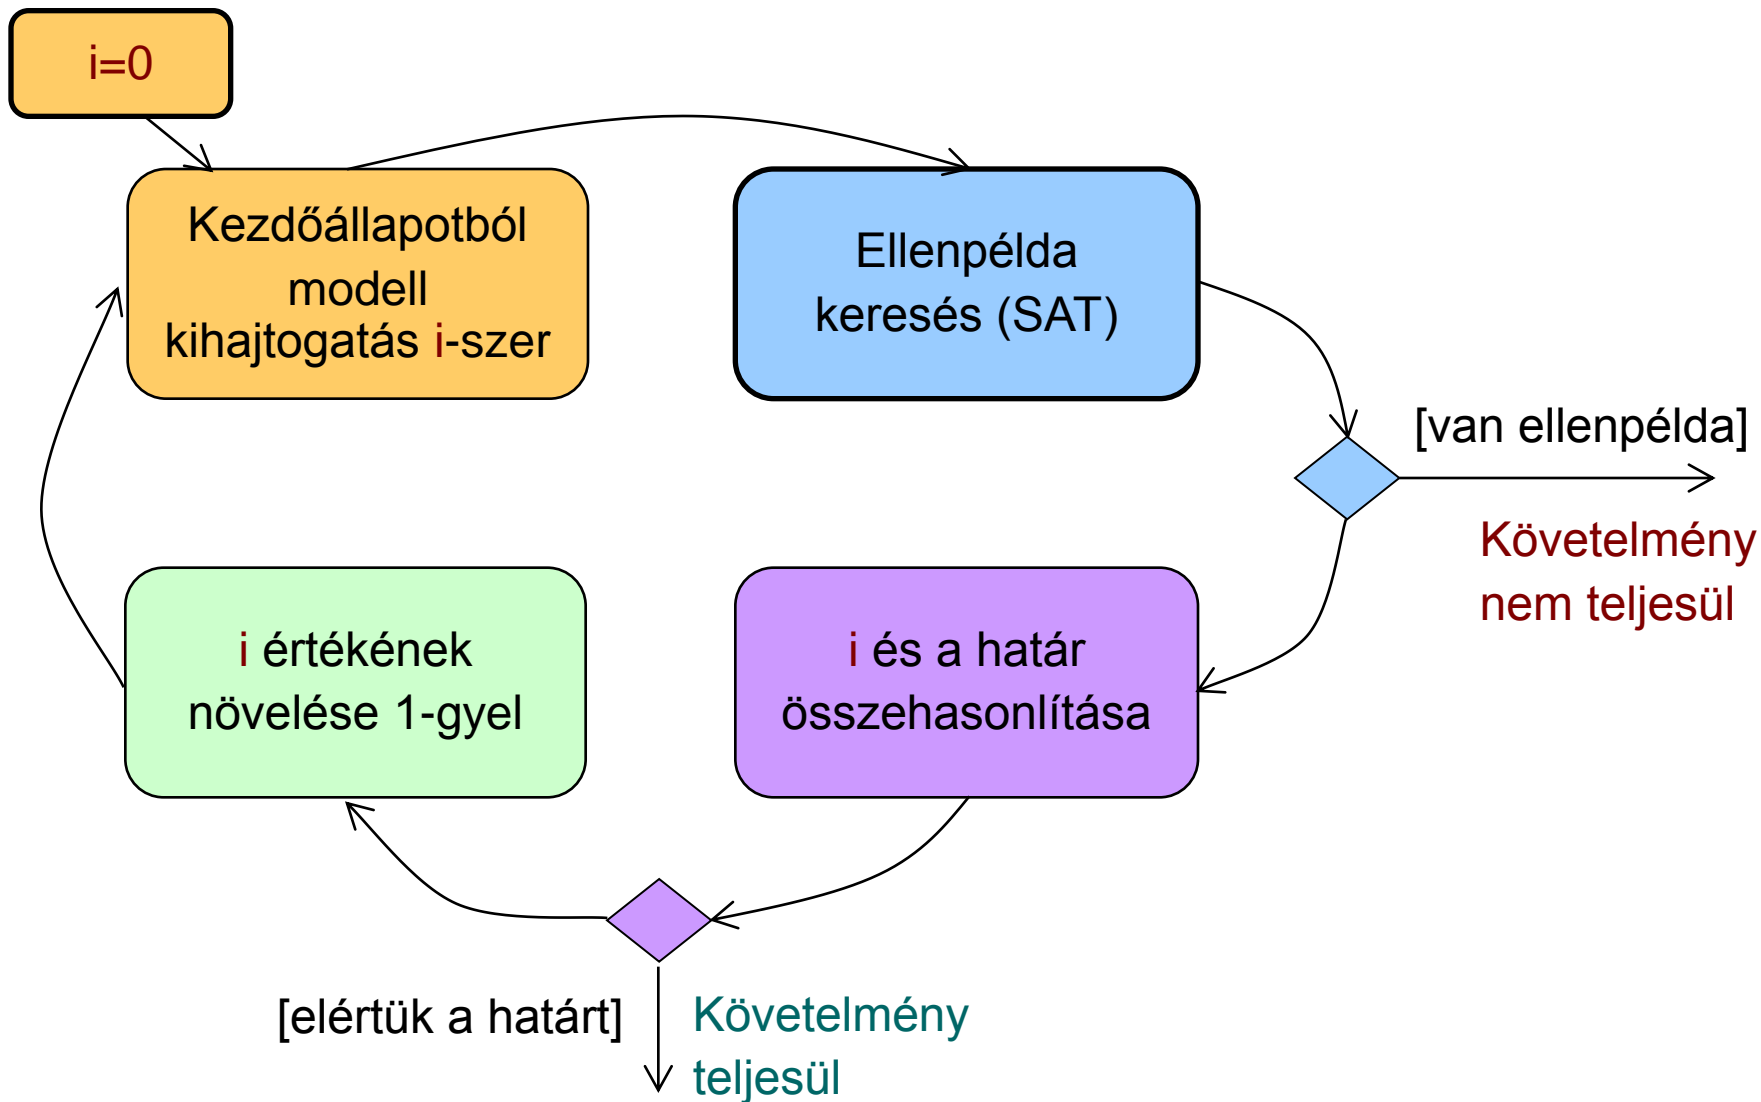 i=0
Kezdőállapotból
modell
kihajtogatás i-szer
Ellenpélda
keresés (SAT)
[van ellenpélda]
Követelmény
nem teljesül
i értékének
növelése 1-gyel
i és a határ
összehasonlítása
[elértük a határt]
Követelmény
teljesül